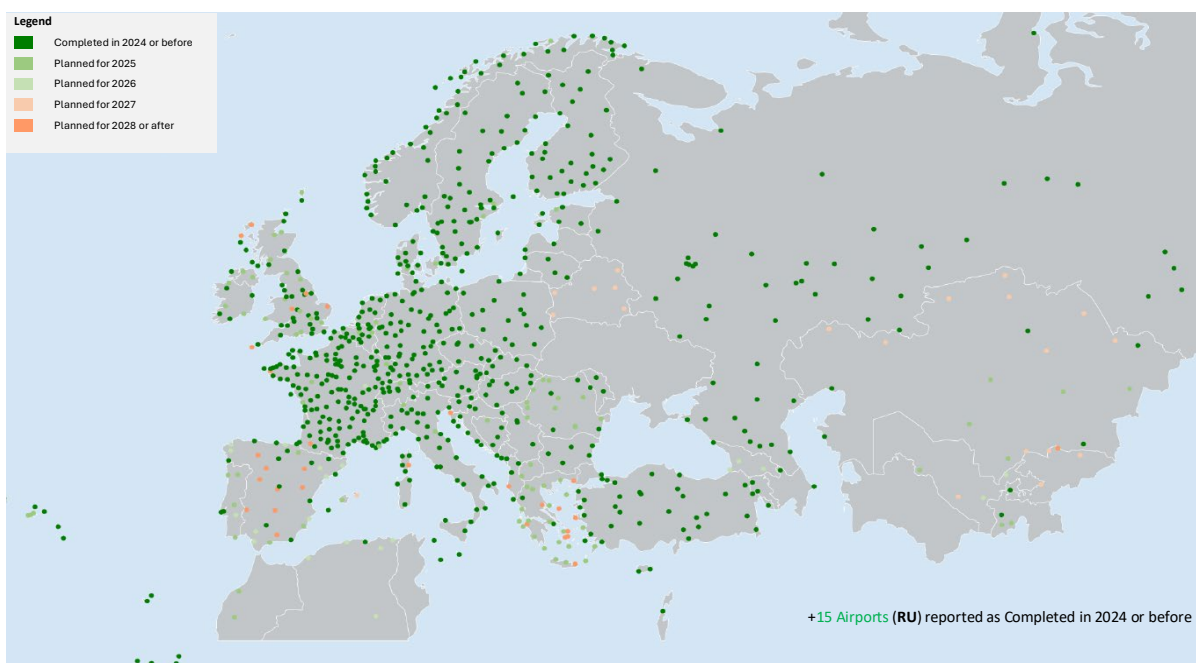 Legend
Completed in 2024 or before
Planned for 2025
Planned for 2026
Planned for 2027
Planned for 2028 or after
+15 Airports (RU) reported as Completed in 2024 or before